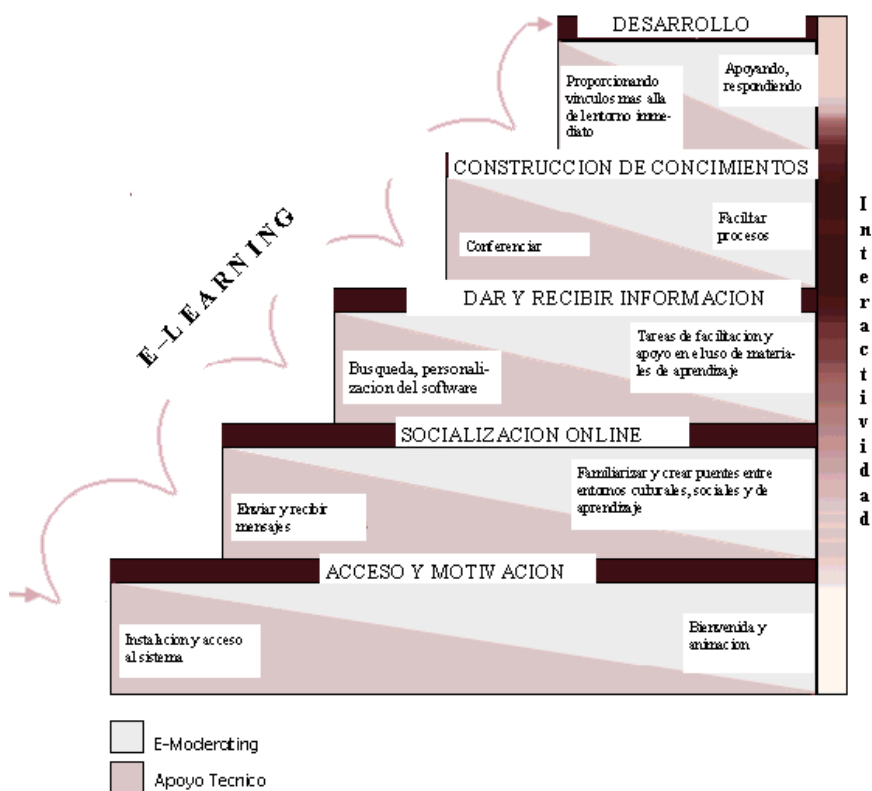 DESARROLLO
Proporcionando
vinculos mas alla
de lentorno inme-
diato
Apoyando,
respondiendo
CONSTRUCCION DE CONCIMIENTOS
Conferenciar
Facilitar
procesos
DAR Y RECIBIR INFORMACION
Busqueda, personali-
zacion del software
Tareas de facilitacion y
apoyo en el uso de materia-
les de aprendizaje
SOCIALIZACION ONLINE
Enviar y recibir
mensajes
Familiarizar y crear puentes entre
entornos culturales, sociales y de
aprendizaje
ACCESO Y MOTIVACION
Instalacion y acceso
al sistema
Bienvenida y
animacion
E-LEARNING
Interactividad
E-Moderating
Apoyo Tecnico